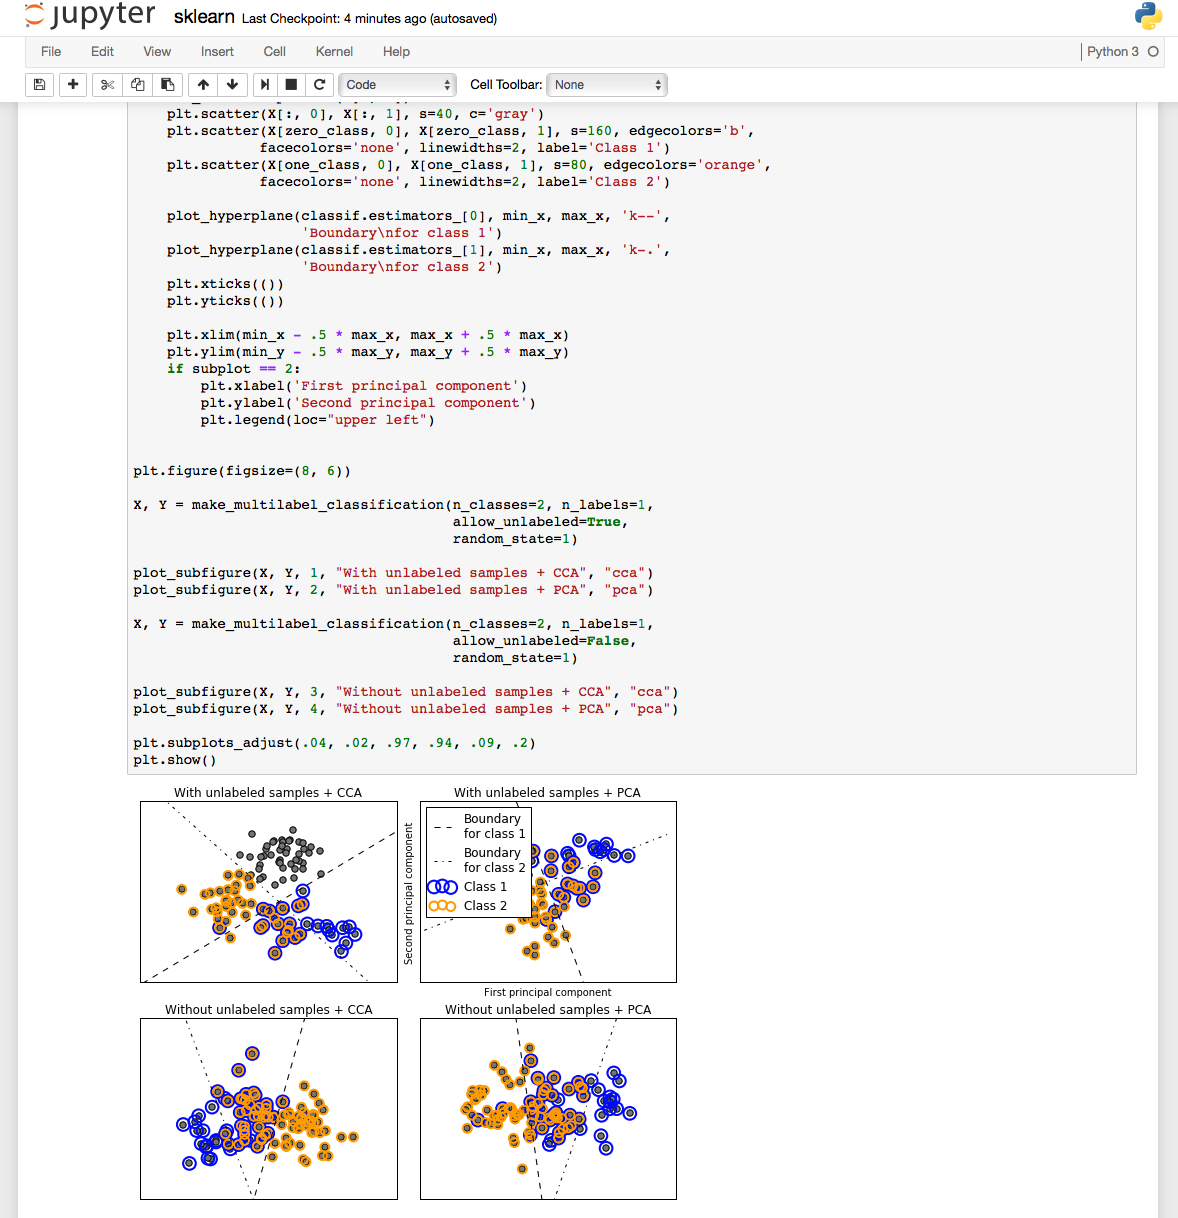 jupyter sklearn Last Checkpoint: 4 minutes ago (autosaved)
File Edit View Insert Cell Kernel Help Python 3
Code Cell Toolbar: None
    plt.scatter(X[:, 0], X[:, 1], s=40, c='gray')
    plt.scatter(X[zero_class, 0], X[zero_class, 1], s=160, edgecolors='b',
               facecolors='none', linewidths=2, label='Class 1')
    plt.scatter(X[one_class, 0], X[one_class, 1], s=80, edgecolors='orange',
               facecolors='none', linewidths=2, label='Class 2')
    plot_hyperplane(classif.estimators_[0], min_x, max_x, 'k--',
                    'Boundary\nfor class 1')
    plot_hyperplane(classif.estimators_[1], min_x, max_x, 'k-.',
                    'Boundary\nfor class 2')
    plt.xticks(())
    plt.yticks(())
    plt.xlim(min_x - .5 * max_x, max_x + .5 * max_x)
    plt.ylim(min_y - .5 * max_y, max_y + .5 * max_y)
    if subplot == 2:
        plt.xlabel('First principal component')
        plt.ylabel('Second principal component')
        plt.legend(loc="upper left")
plt.figure(figsize=(8, 6))
X, Y = make_multilabel_classification(n_classes=2, n_labels=1,
                                      allow_unlabeled=True,
                                      random_state=1)
plot_subfigure(X, Y, 1, "With unlabeled samples + CCA", "cca")
plot_subfigure(X, Y, 2, "With unlabeled samples + PCA", "pca")
X, Y = make_multilabel_classification(n_classes=2, n_labels=1,
                                      allow_unlabeled=False,
                                      random_state=1)
plot_subfigure(X, Y, 3, "Without unlabeled samples + CCA", "cca")
plot_subfigure(X, Y, 4, "Without unlabeled samples + PCA", "pca")
plt.subplots_adjust(.04, .02, .97, .94, .09, .2)
plt.show()
With unlabeled samples + CCA
With unlabeled samples + PCA
Boundary
for class 1
Boundary
for class 2
Class 1
Class 2
Second principal component
First principal component
Without unlabeled samples + CCA
Without unlabeled samples + PCA